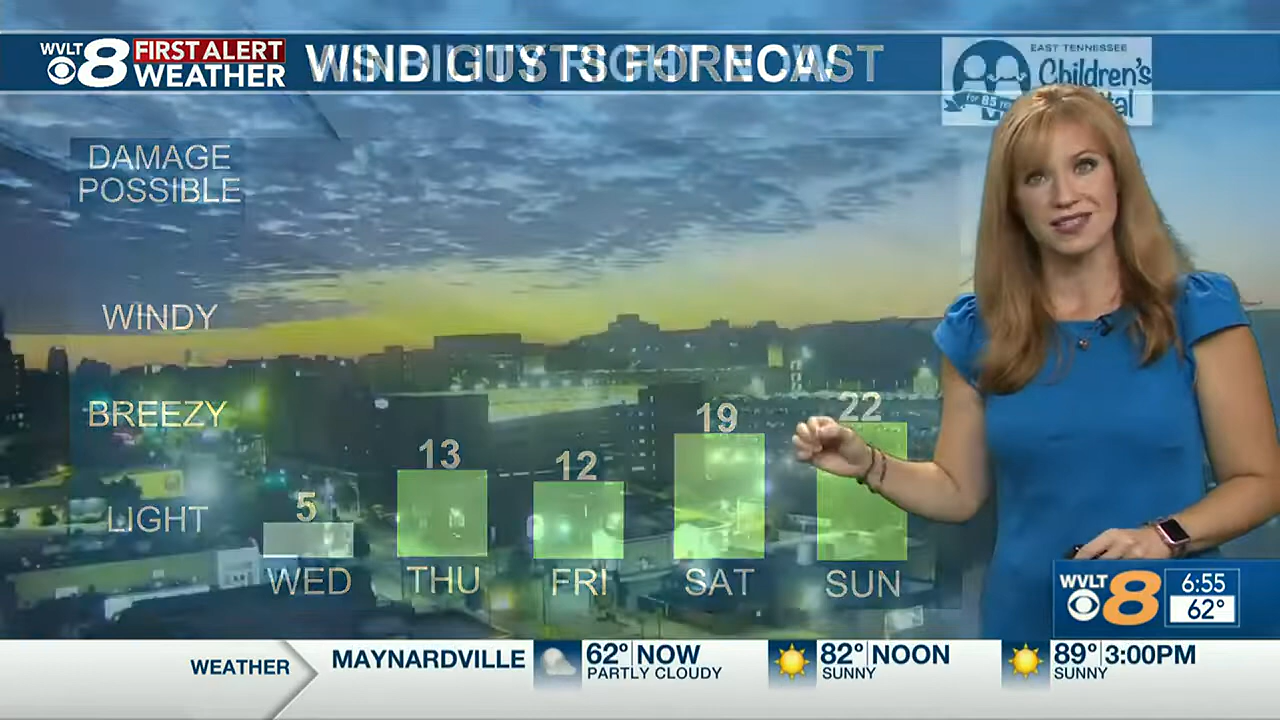 WVLT
8
FIRST ALERT
WEATHER
WIND GUSTS FORECAST
EAST TENNESSEE
Children's
for 85
DAMAGE
POSSIBLE
WINDY
BREEZY
LIGHT
5
13
12
19
22
WED
THU
FRI
SAT
SUN
WVLT
8
6:55
62°
WEATHER
MAYNARDVILLE
62° NOW
PARTLY CLOUDY
82° NOON
SUNNY
89° 3:00PM
SUNNY